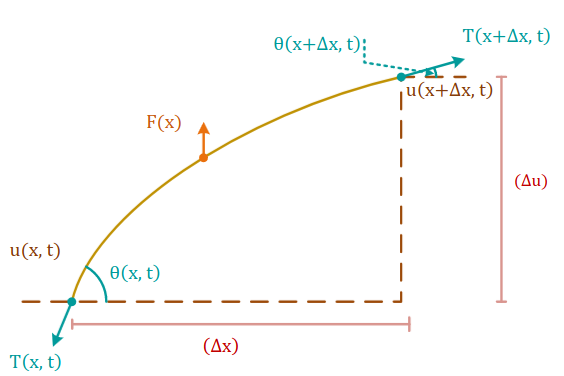 θ(x+Δx, t)
T(x+Δx, t)
u(x+Δx, t)
F(x)
(Δu)
u(x, t)
θ(x, t)
(Δx)
T(x, t)